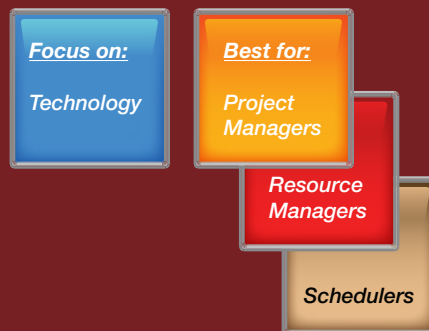 Focus on:
Technology
Best for:
Project
Managers
Resource
Managers
Schedulers